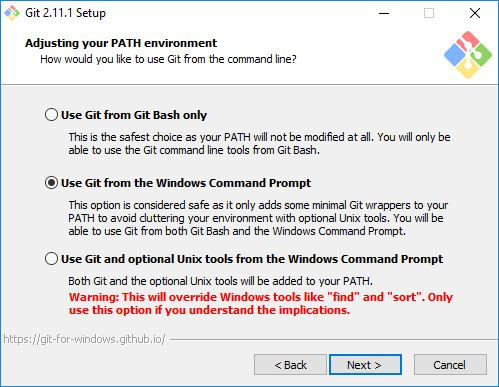 Git 2.11.1 Setup
Adjusting your PATH environment
How would you like to use Git from the command line?
Use Git from Git Bash only
This is the safest choice as your PATH will not be modified at all. You will only be
able to use the Git command line tools from Git Bash.
Use Git from the Windows Command Prompt
This option is considered safe as it only adds some minimal Git wrappers to your
PATH to avoid cluttering your environment with optional Unix tools. You will be
able to use Git from both Git Bash and the Windows Command Prompt.
Use Git and optional Unix tools from the Windows Command Prompt
Both Git and the optional Unix tools will be added to your PATH.
Warning: This will override Windows tools like "find" and "sort". Only
use this option if you understand the implications.
https://git-for-windows.github.io/
< Back Next > Cancel